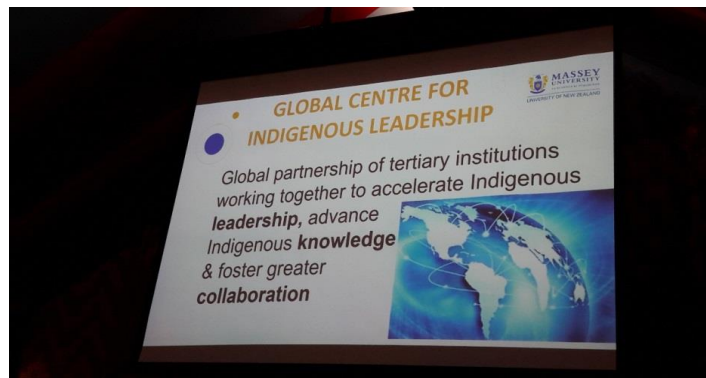 GLOBAL CENTRE FOR
INDIGENOUS LEADERSHIP
MASSEY
UNIVERSITY
UNIVERSITY OF NEW ZEALAND
Global partnership of tertiary institutions
working together to accelerate Indigenous
leadership, advance
Indigenous knowledge
& foster greater
collaboration